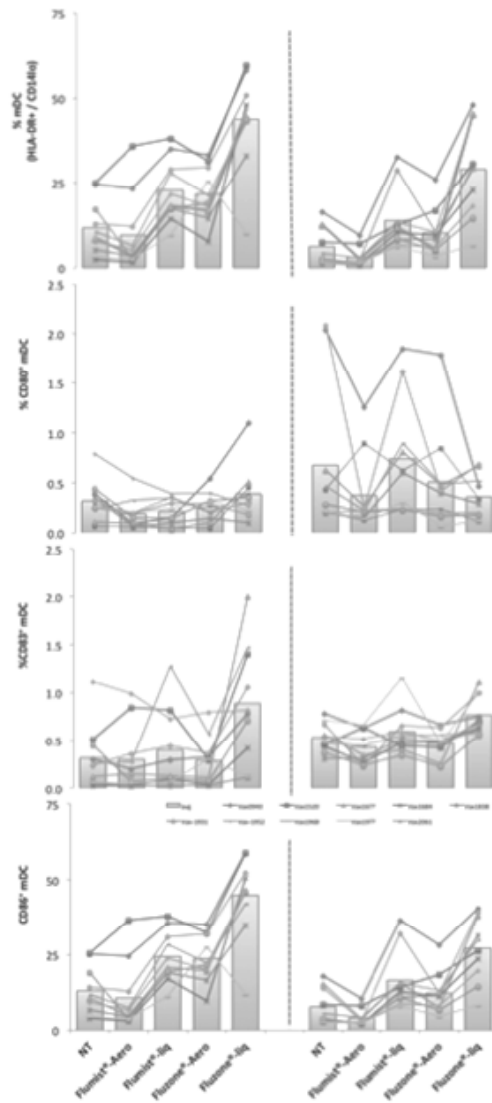 75
50
25
0
% mDC
(HLA-DR+ / CD14lo)
2.5
2.0
1.5
1.0
0.5
0.0
% CD80⁺ mDC
2.5
2.0
1.5
1.0
0.5
0.0
%CD83⁺ mDC
75
50
25
0
CD86⁺ mDC
NT
Flumist®-Aero
Flumist®-liq
Fluzone®-Aero
Fluzone®-liq
NT
Flumist®-Aero
Flumist®-liq
Fluzone®-Aero
Fluzone®-liq